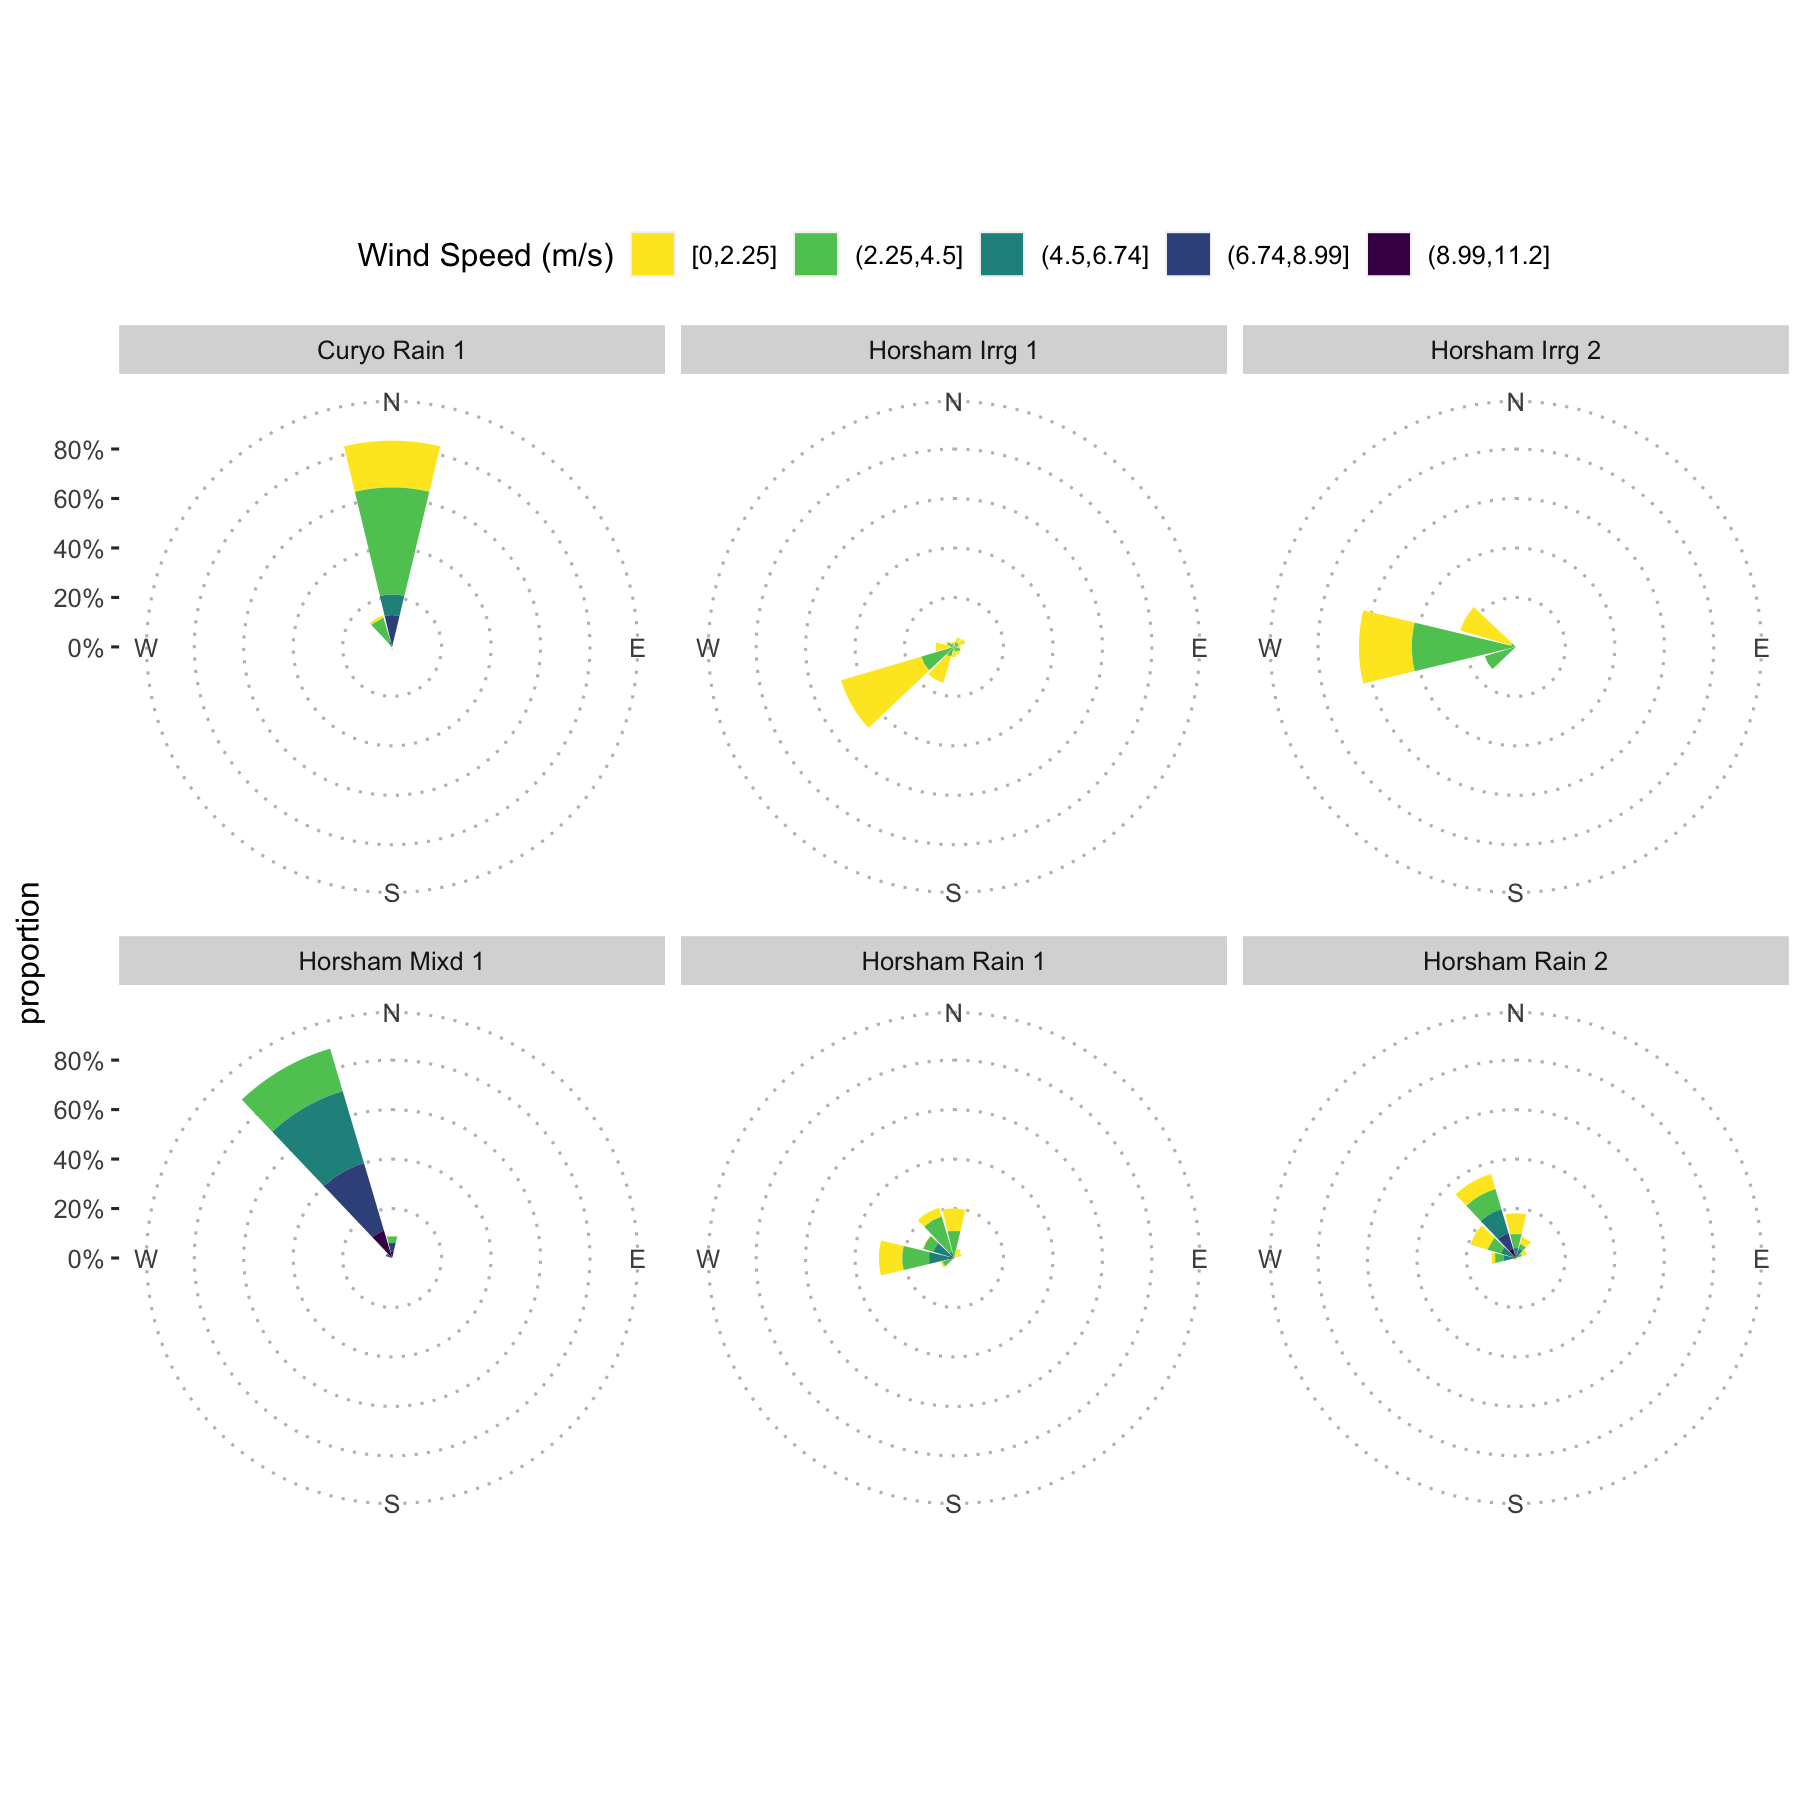 Wind Speed (m/s) [0,2.25] (2.25,4.5] (4.5,6.74] (6.74,8.99] (8.99,11.2]
Curyo Rain 1 Horsham Irrg 1 Horsham Irrg 2
N N N
80%
60%
40%
20%
0% W E W E W E
S S S
proportion
Horsham Mixd 1 Horsham Rain 1 Horsham Rain 2
N N N
80%
60%
40%
20%
0% W E W E W E
S S S